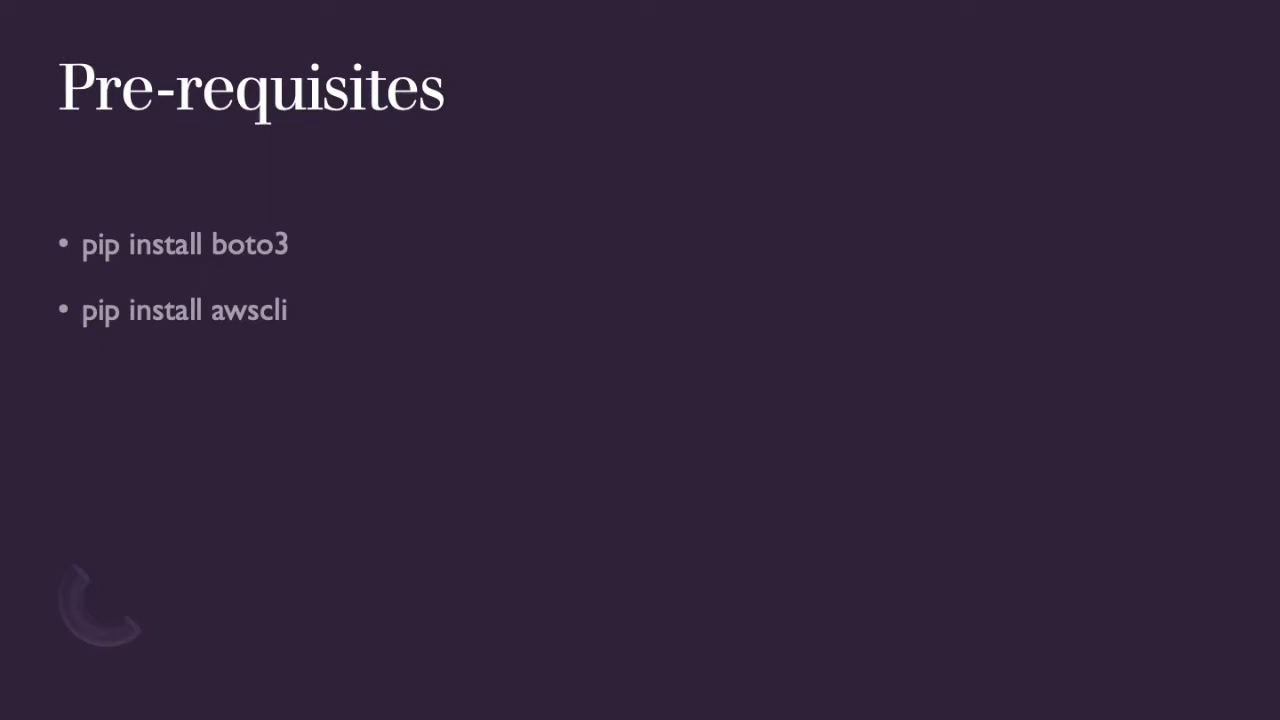 Pre-requisites
• pip install boto3
• pip install awscli